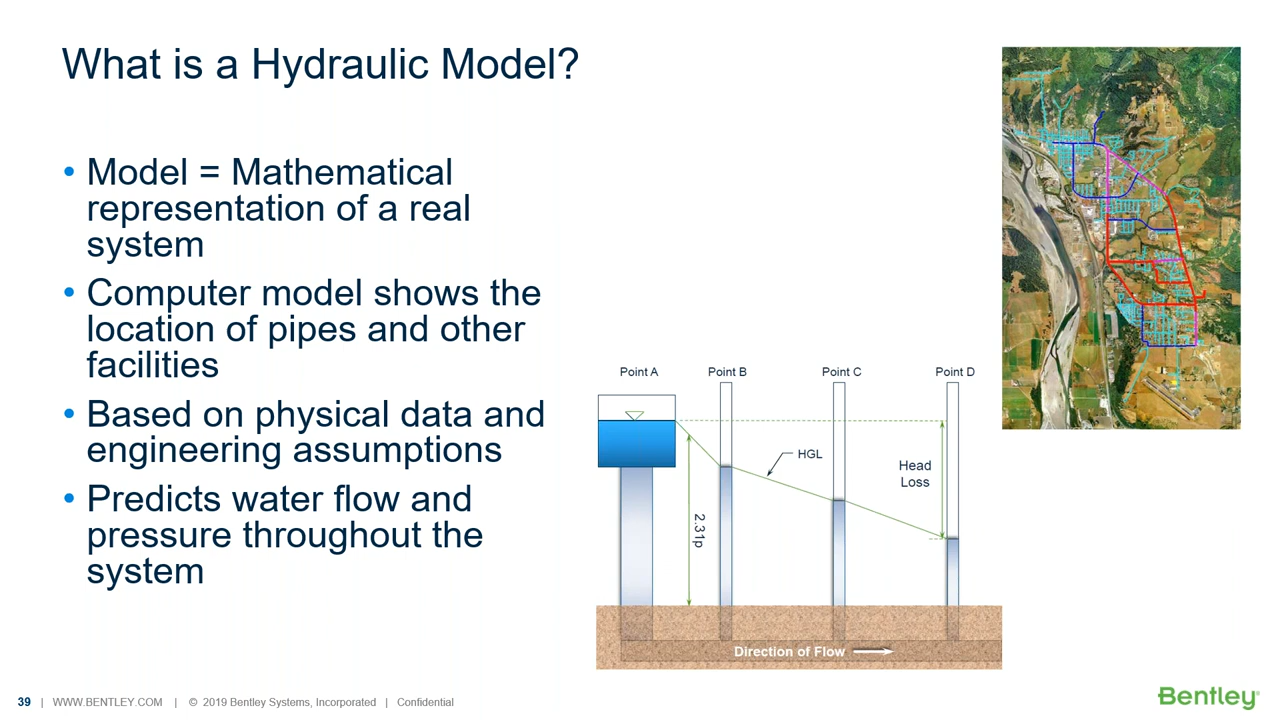 What is a Hydraulic Model?
• Model = Mathematical
representation of a real
system
• Computer model shows the
location of pipes and other
facilities
• Based on physical data and
engineering assumptions
• Predicts water flow and
pressure throughout the
system
Point A
Point B
Point C
Point D
HGL
Head
Loss
2.31p
Direction of Flow
39 | WWW.BENTLEY.COM | © 2019 Bentley Systems, Incorporated | Confidential
Bentley®